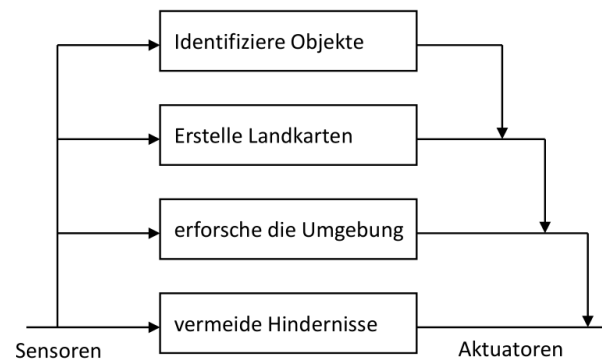 Identifiziere Objekte
Erstelle Landkarten
erforsche die Umgebung
vermeide Hindernisse
Sensoren
Aktuatoren